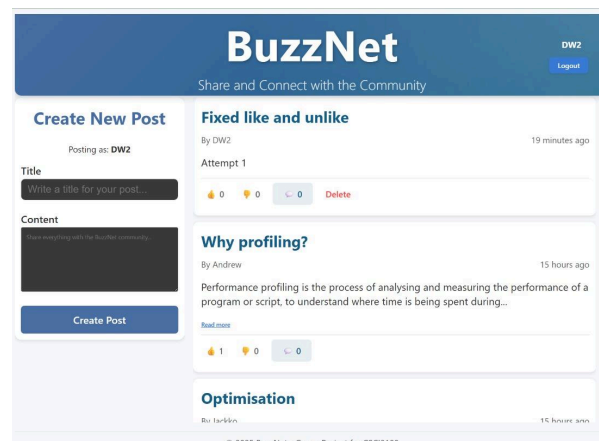 BuzzNet
Share and Connect with the Community
DW2
Logout
Create New Post
Posting as: DW2
Title
Write a title for your post...
Content
Share everything with the BuzzNet community...
Create Post
Fixed like and unlike
By DW2
19 minutes ago
Attempt 1
0
0
0
Delete
Why profiling?
By Andrew
15 hours ago
Performance profiling is the process of analysing and measuring the performance of a
program or script, to understand where time is being spent during...
Read more
1
0
0
Optimisation
By Jackko
15 hours ago